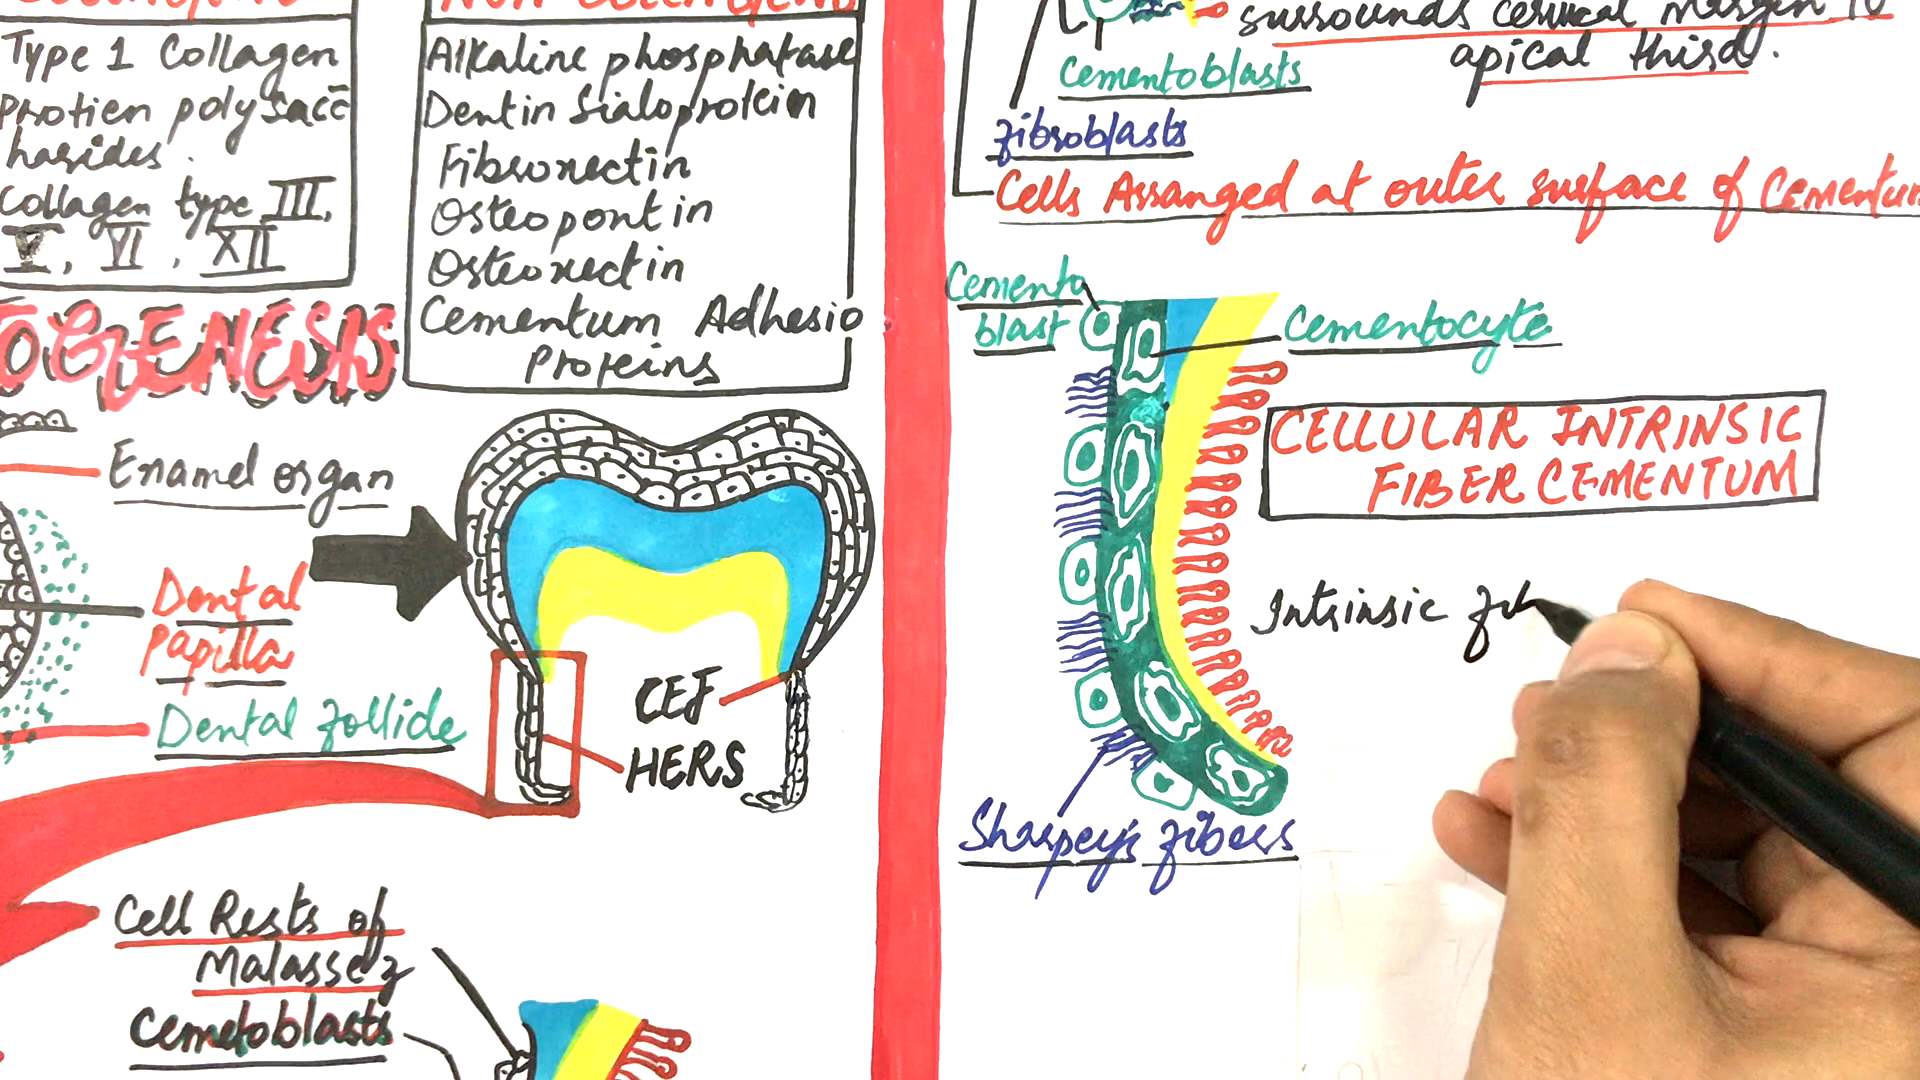 Type 1 Collagen
Protien polysacc
harides.
Collagen type III,
V, VI, XII
Alkaline phosphatase
Dentin Sialoprotein
Fibronectin
Osteopontin
Osteonectin
Cementum Adhesio
Proteins
OGENESIS
Enamel organ
Dental
papilla
Dental follicle
CEJ
HERS
Cell Rests of
Malassez
Cemetoblasts
surrounds cervical margin to
apical third.
Cementoblasts
fibroblasts
Cells Arranged at outer surface of Cementum
Cemento
blast
Cementocyte
CELLULAR INTRINSIC
FIBER CEMENTUM
Intrinsic
Sharpey's fibers